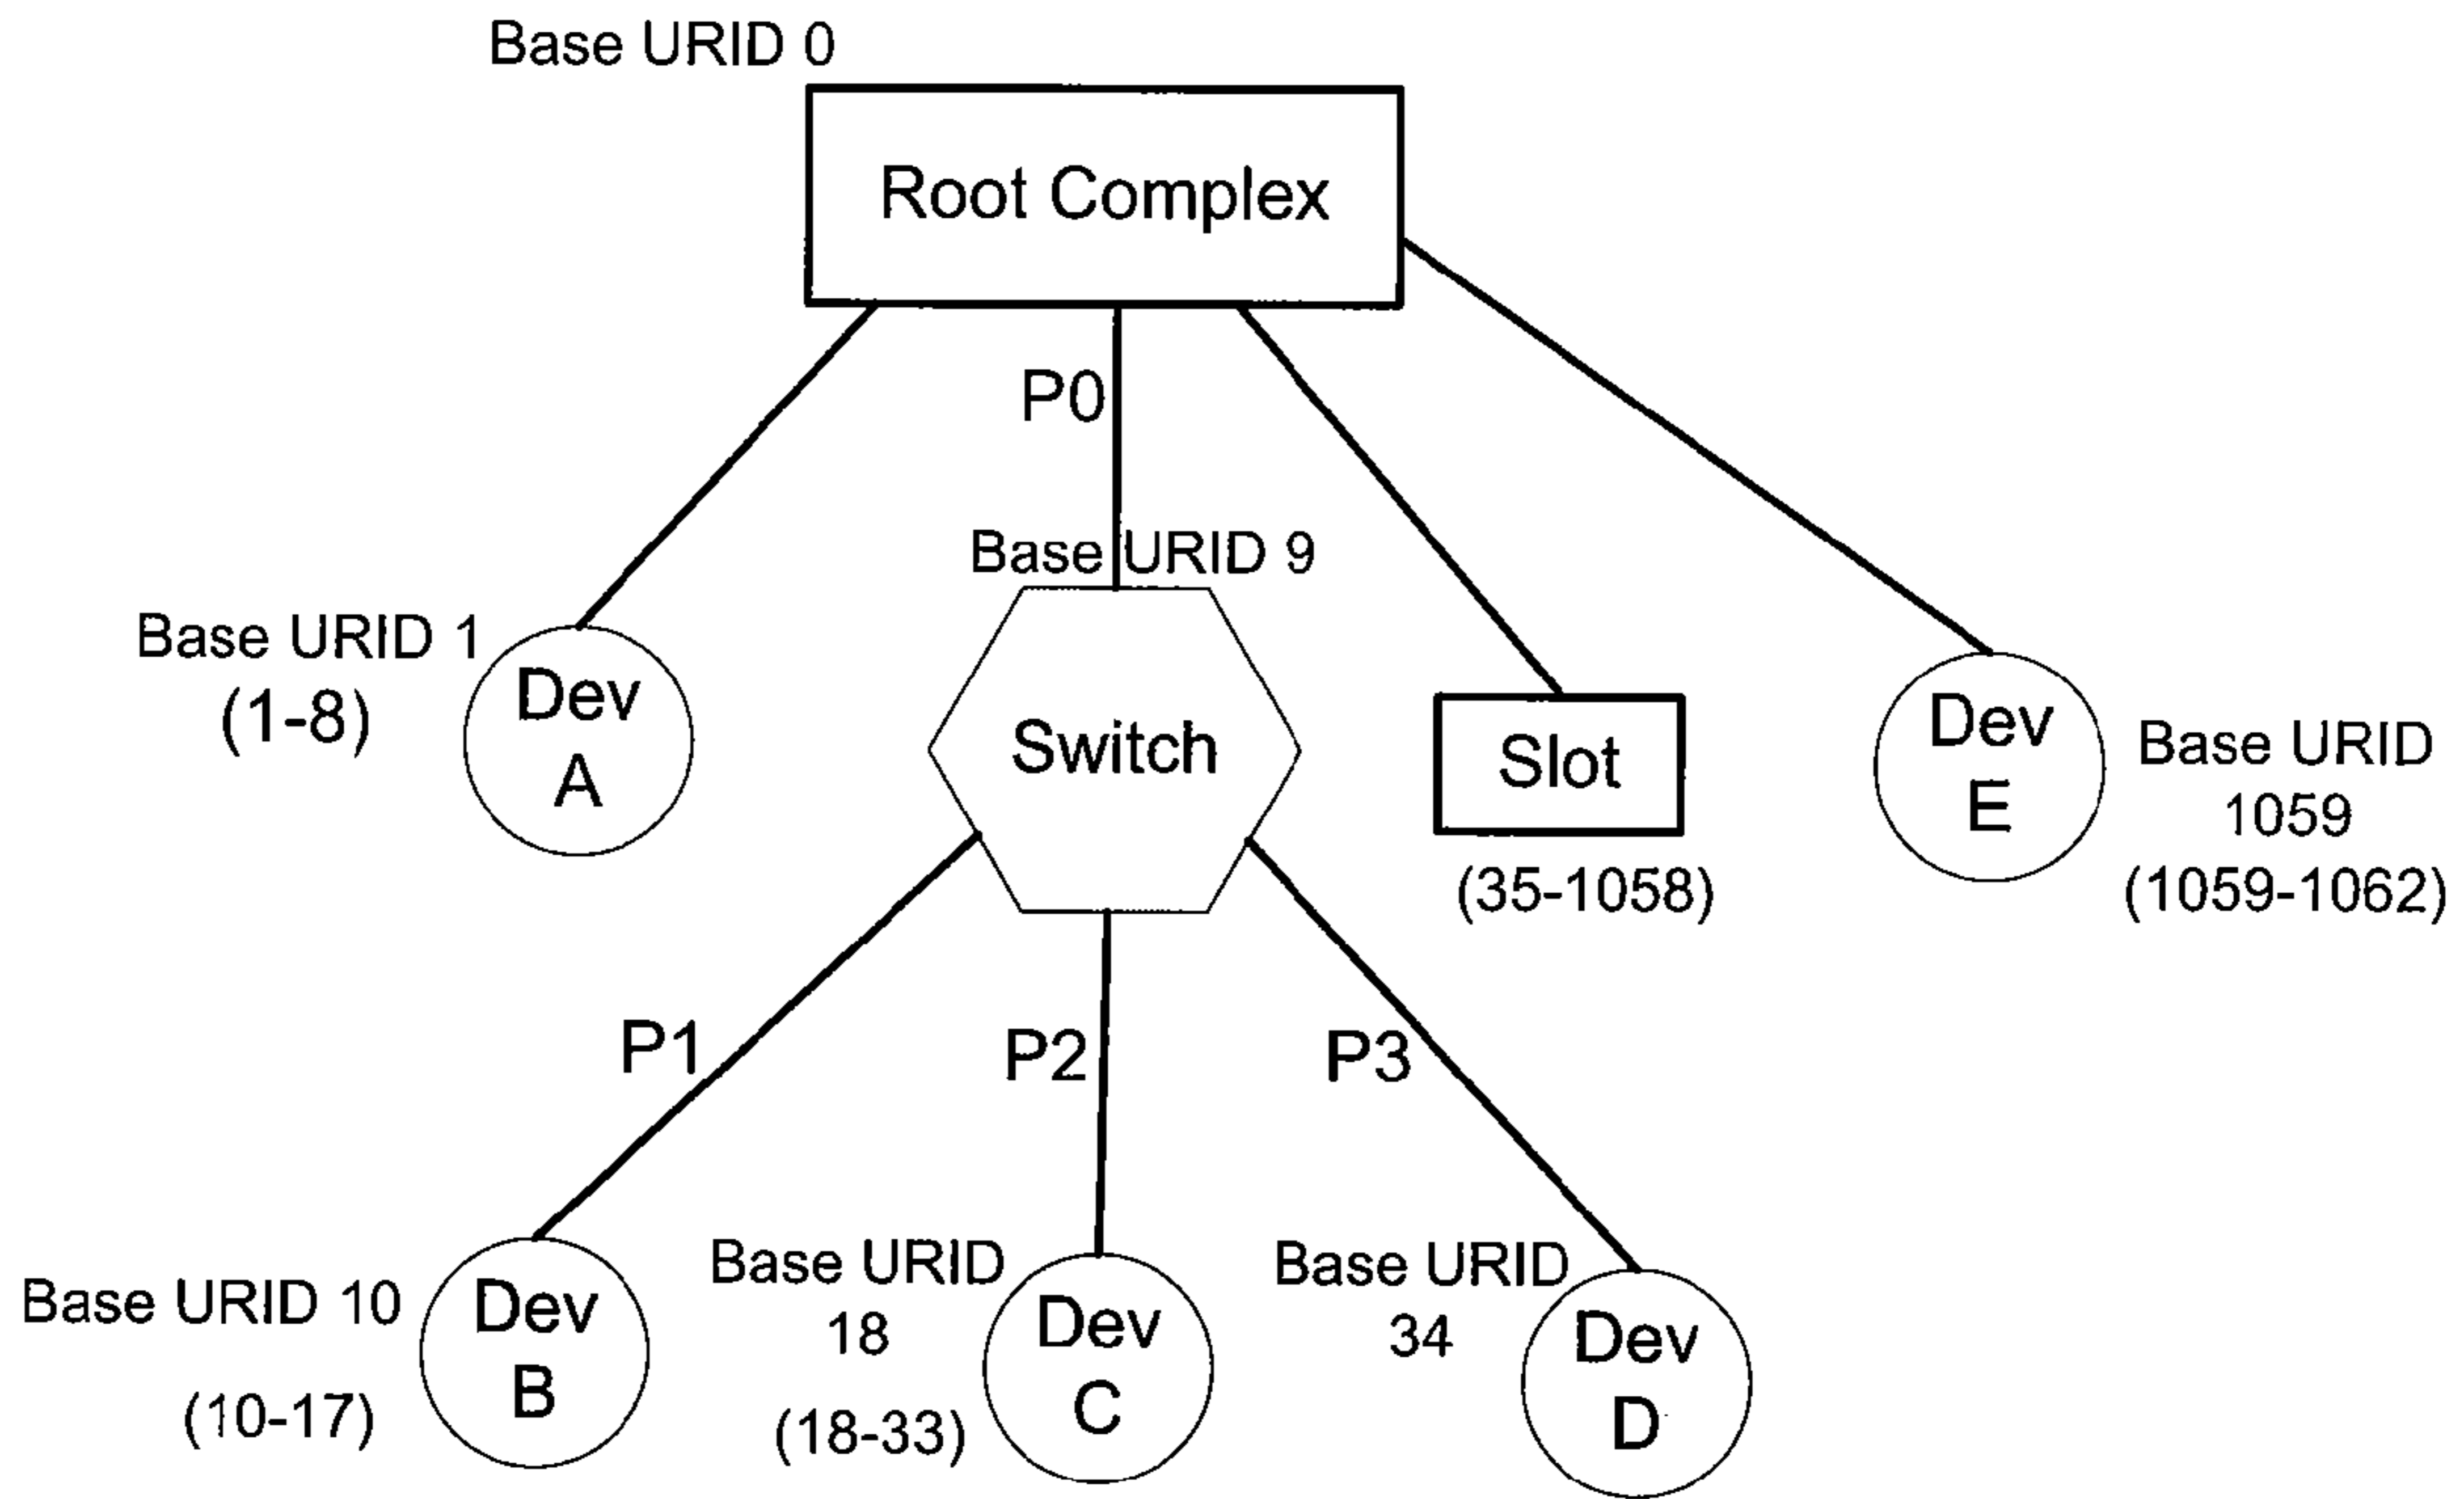 Base URID 0
Root Complex
P0
Base URID 9
Base URID 1
(1-8)
Dev
A
Switch
Slot
(35-1058)
Dev
E
Base URID
1059
(1059-1062)
P1
P2
P3
Base URID 10
(10-17)
Dev
B
Base URID
18
(18-33)
Dev
C
Base URID
34
Dev
D